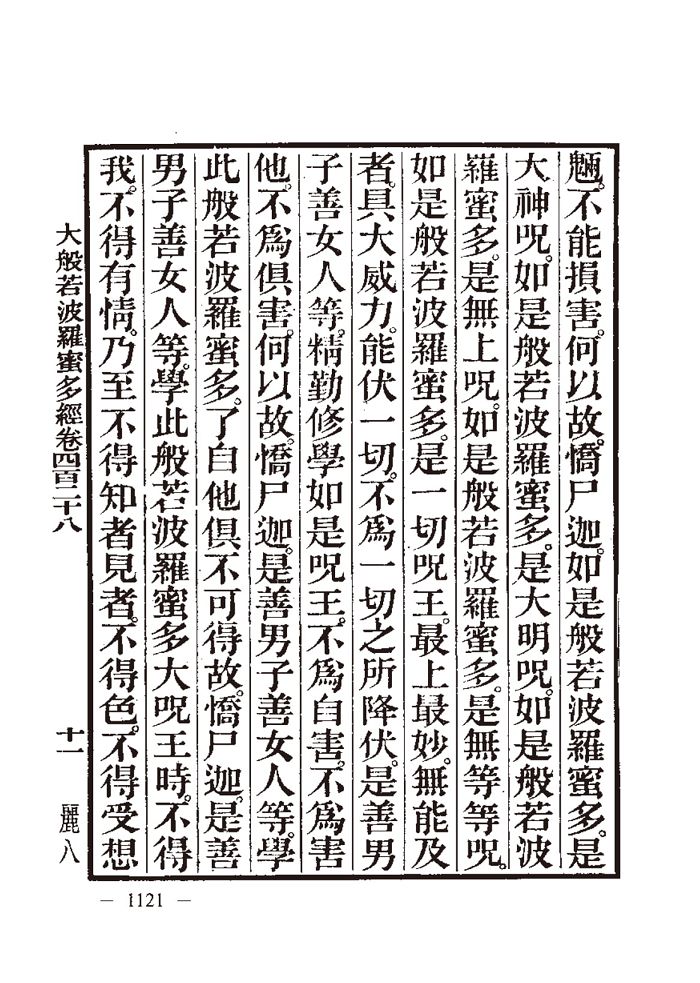 魎。不能損害。何以故。憍尸迦。如是般若波羅蜜多。是
大神咒。如是般若波羅蜜多。是大明咒。如是般若波
羅蜜多。是無上咒。如是般若波羅蜜多。是無等等咒。
如是般若波羅蜜多。是一切咒王。最上最妙。無能及
者。具大威力。能伏一切。不爲一切之所降伏。是善男
子善女人等。精勤修學如是咒王。不爲自害。不爲害
他。不爲俱害。何以故。憍尸迦。是善男子善女人等。學
此般若波羅蜜多。了自他俱不可得故。憍尸迦。是善
男子善女人等。學此般若波羅蜜多大咒王時。不得
我。不得有情。乃至不得知者見者。不得色。不得受想
大般若波羅蜜多經卷四百二十八 十一 麗八
— 1121 —